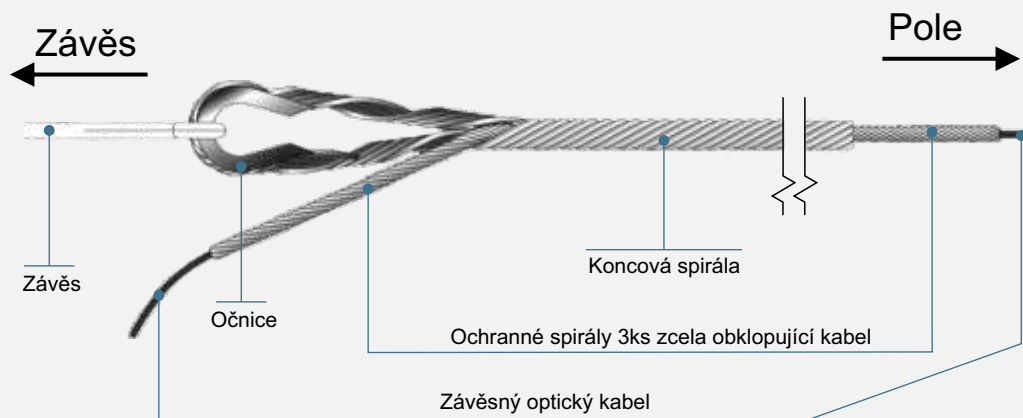 Závěs
Pole
Závěs
Očnice
Koncová spirála
Ochranné spirály 3ks zcela obklopující kabel
Závěsný optický kabel